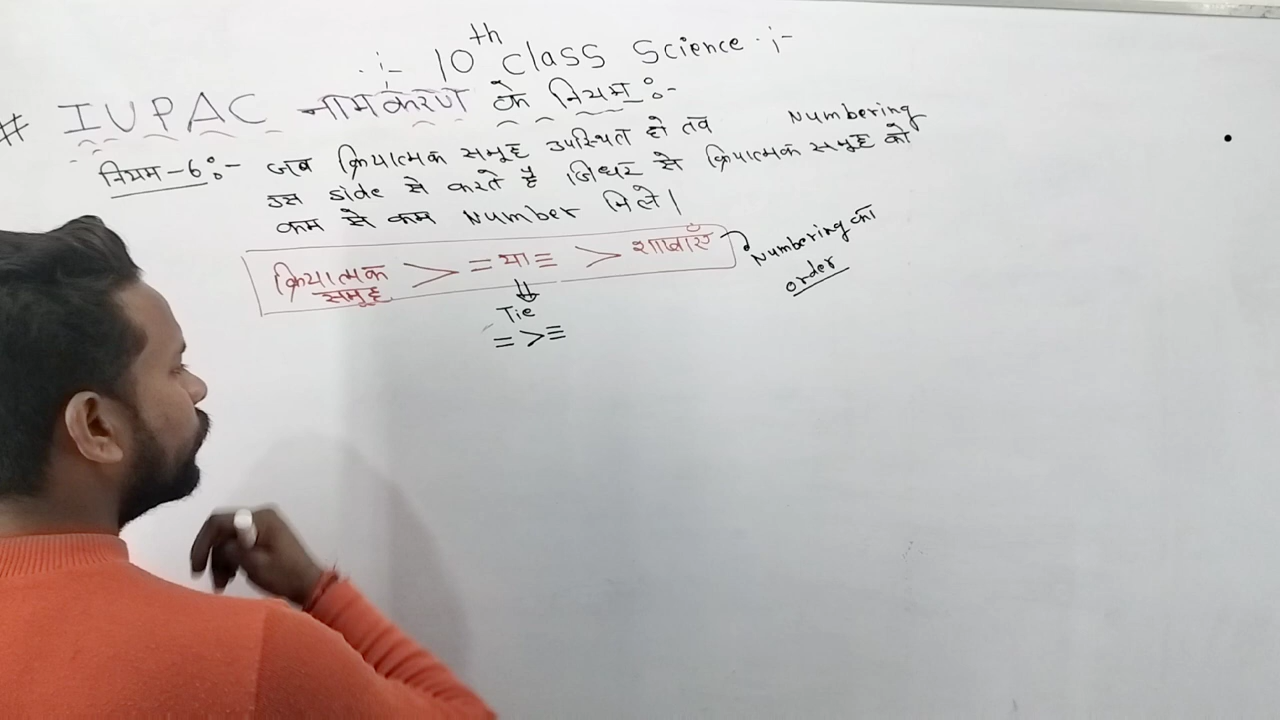 -:- 10th class Science -:-
# IUPAC नामकरण के नियम :-
नियम-6:- जब क्रियात्मक समूह उपस्थित हो तब Numbering
उस side से करते है जिधर से क्रियात्मक समूह को
कम से कम Number मिले।
क्रियात्मक समूह > = या ≡ > शाखाएँ
Numbering का
order
Tie
= > ≡